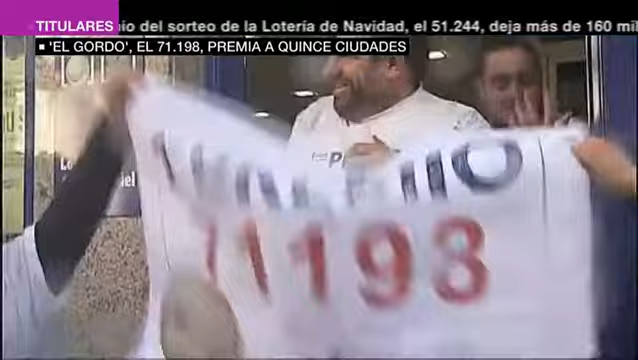 TITULARES
io del sorteo de la Lotería de Navidad, el 51.244, deja más de 160 mil
'EL GORDO', EL 71.198, PREMIA A QUINCE CIUDADES
71198